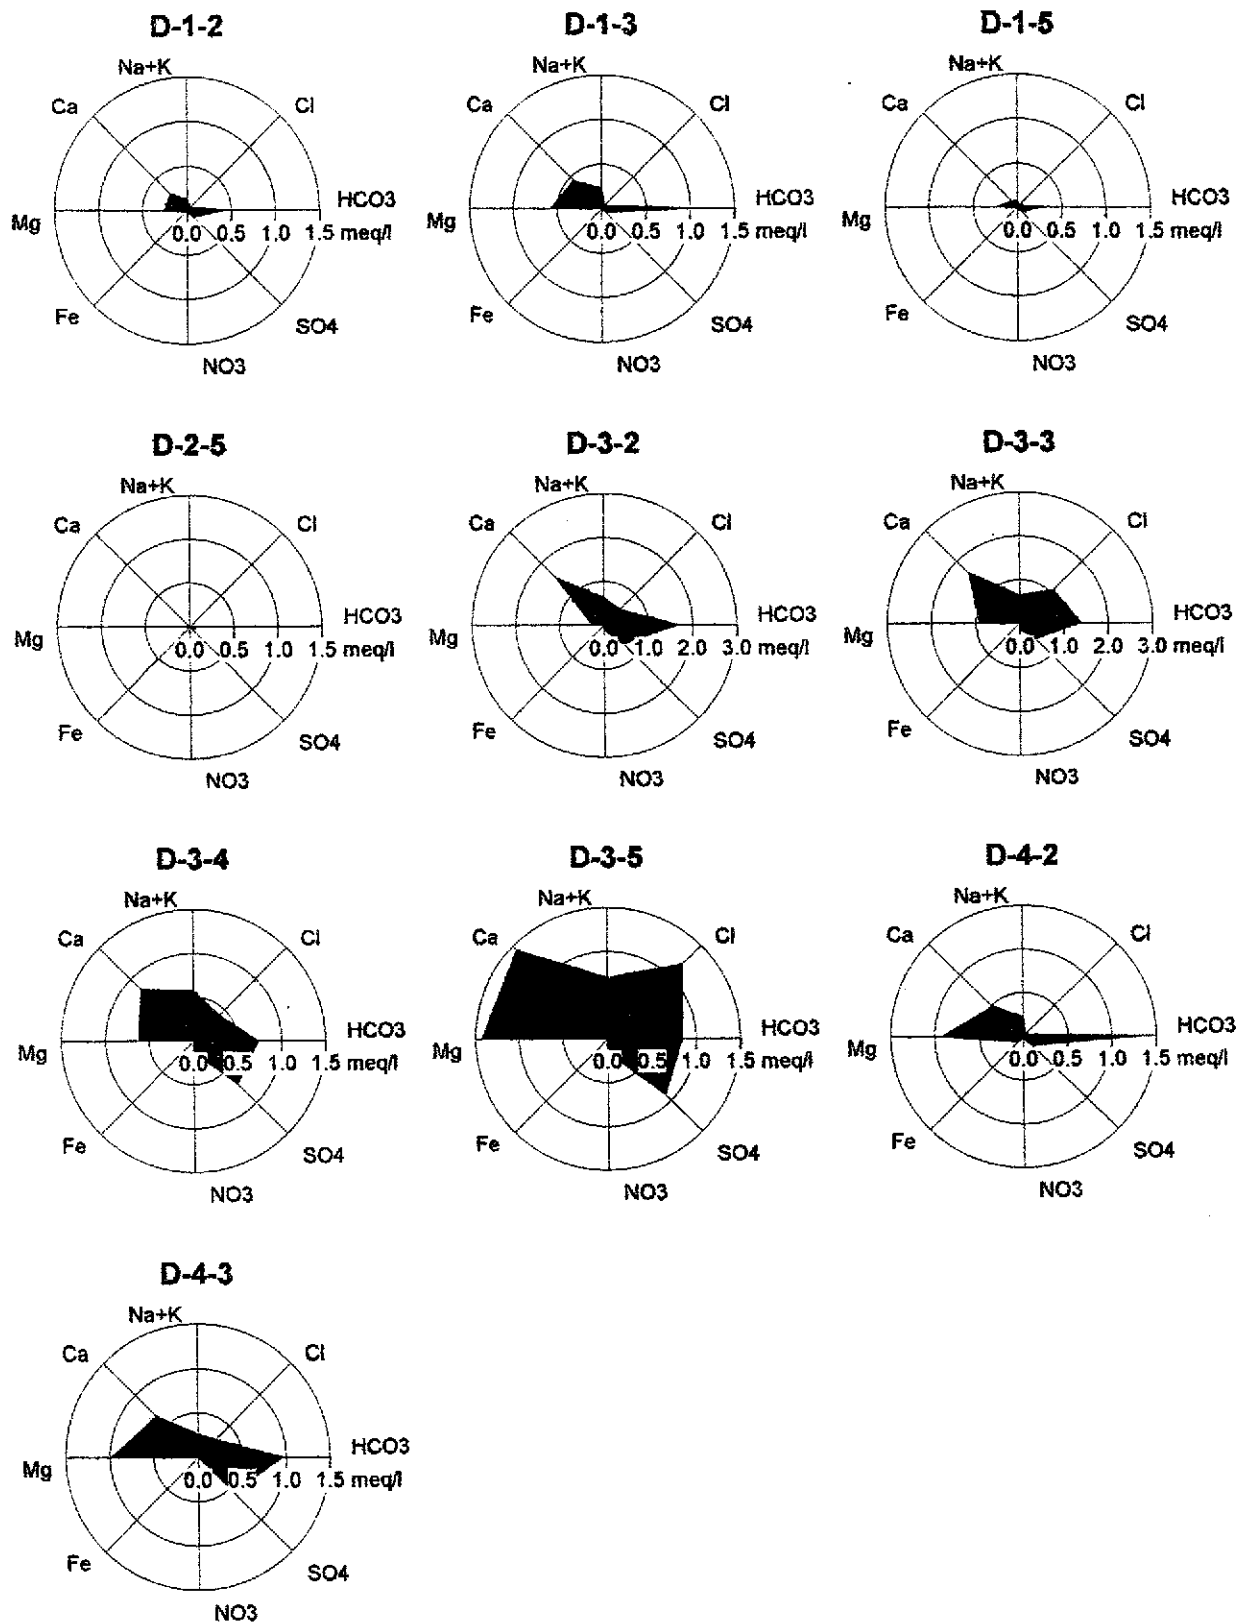 D-1-2
Na+K
Ca
Cl
HCO3
Mg
0.0 0.5 1.0 1.5 meq/l
Fe
SO4
NO3
D-1-3
Na+K
Ca
Cl
HCO3
Mg
0.0 0.5 1.0 1.5 meq/l
Fe
SO4
NO3
D-1-5
Na+K
Ca
Cl
HCO3
Mg
0.0 0.5 1.0 1.5 meq/l
Fe
SO4
NO3
D-2-5
Na+K
Ca
Cl
HCO3
Mg
0.0 0.5 1.0 1.5 meq/l
Fe
SO4
NO3
D-3-2
Na+K
Ca
Cl
HCO3
Mg
0.0 1.0 2.0 3.0 meq/l
Fe
SO4
NO3
D-3-3
Na+K
Ca
Cl
HCO3
Mg
0.0 1.0 2.0 3.0 meq/l
Fe
SO4
NO3
D-3-4
Na+K
Ca
Cl
HCO3
Mg
0.0 0.5 1.0 1.5 meq/l
Fe
SO4
NO3
D-3-5
Na+K
Ca
Cl
HCO3
Mg
0.0 0.5 1.0 1.5 meq/l
Fe
SO4
NO3
D-4-2
Na+K
Ca
Cl
HCO3
Mg
0.0 0.5 1.0 1.5 meq/l
Fe
SO4
NO3
D-4-3
Na+K
Ca
Cl
HCO3
Mg
0.0 0.5 1.0 1.5 meq/l
Fe
SO4
NO3